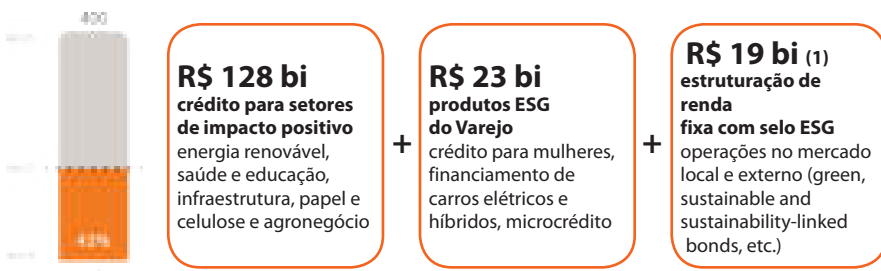 400
42%
R$ 128 bi
crédito para setores
de impacto positivo
energia renovável,
saúde e educação,
infraestrutura, papel e
celulose e agronegócio
+
R$ 23 bi
produtos ESG
do Varejo
crédito para mulheres,
financiamento de
carros elétricos e
híbridos, microcrédito
+
R$ 19 bi (1)
estruturação de
renda
fixa com selo ESG
operações no mercado
local e externo (green,
sustainable and
sustainability-linked
bonds, etc.)